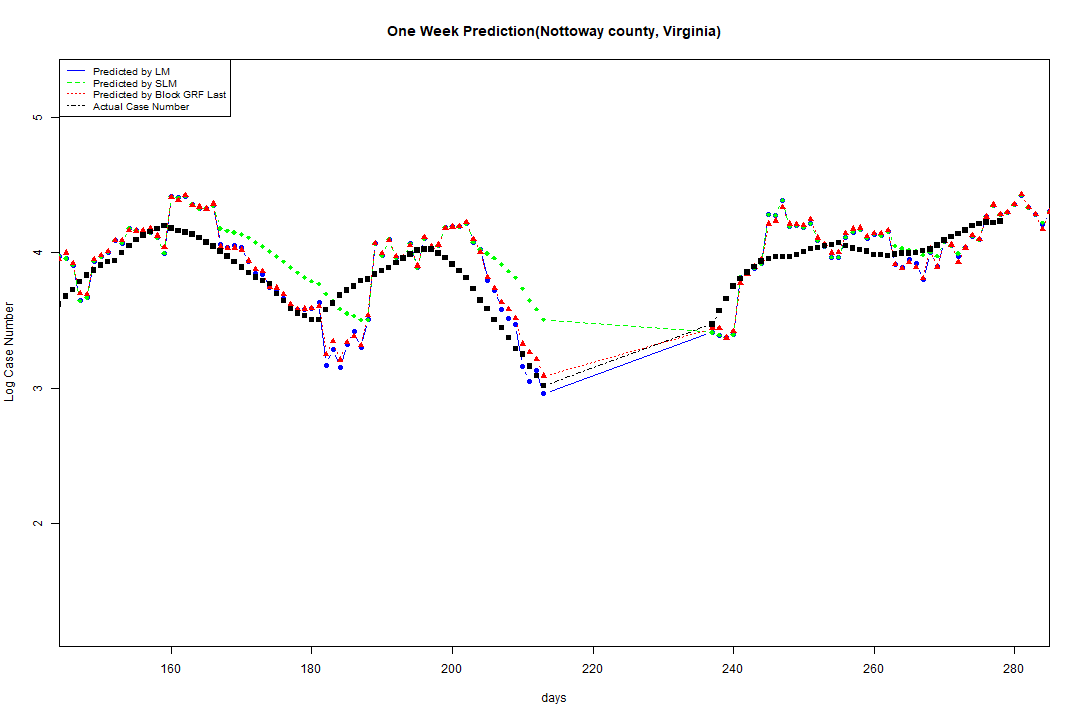 One Week Prediction(Nottoway county, Virginia)
Predicted by LM
Predicted by SLM
Predicted by Block GRF Last
Actual Case Number
5
4
3
2
Log Case Number
160 180 200 220 240 260 280
days